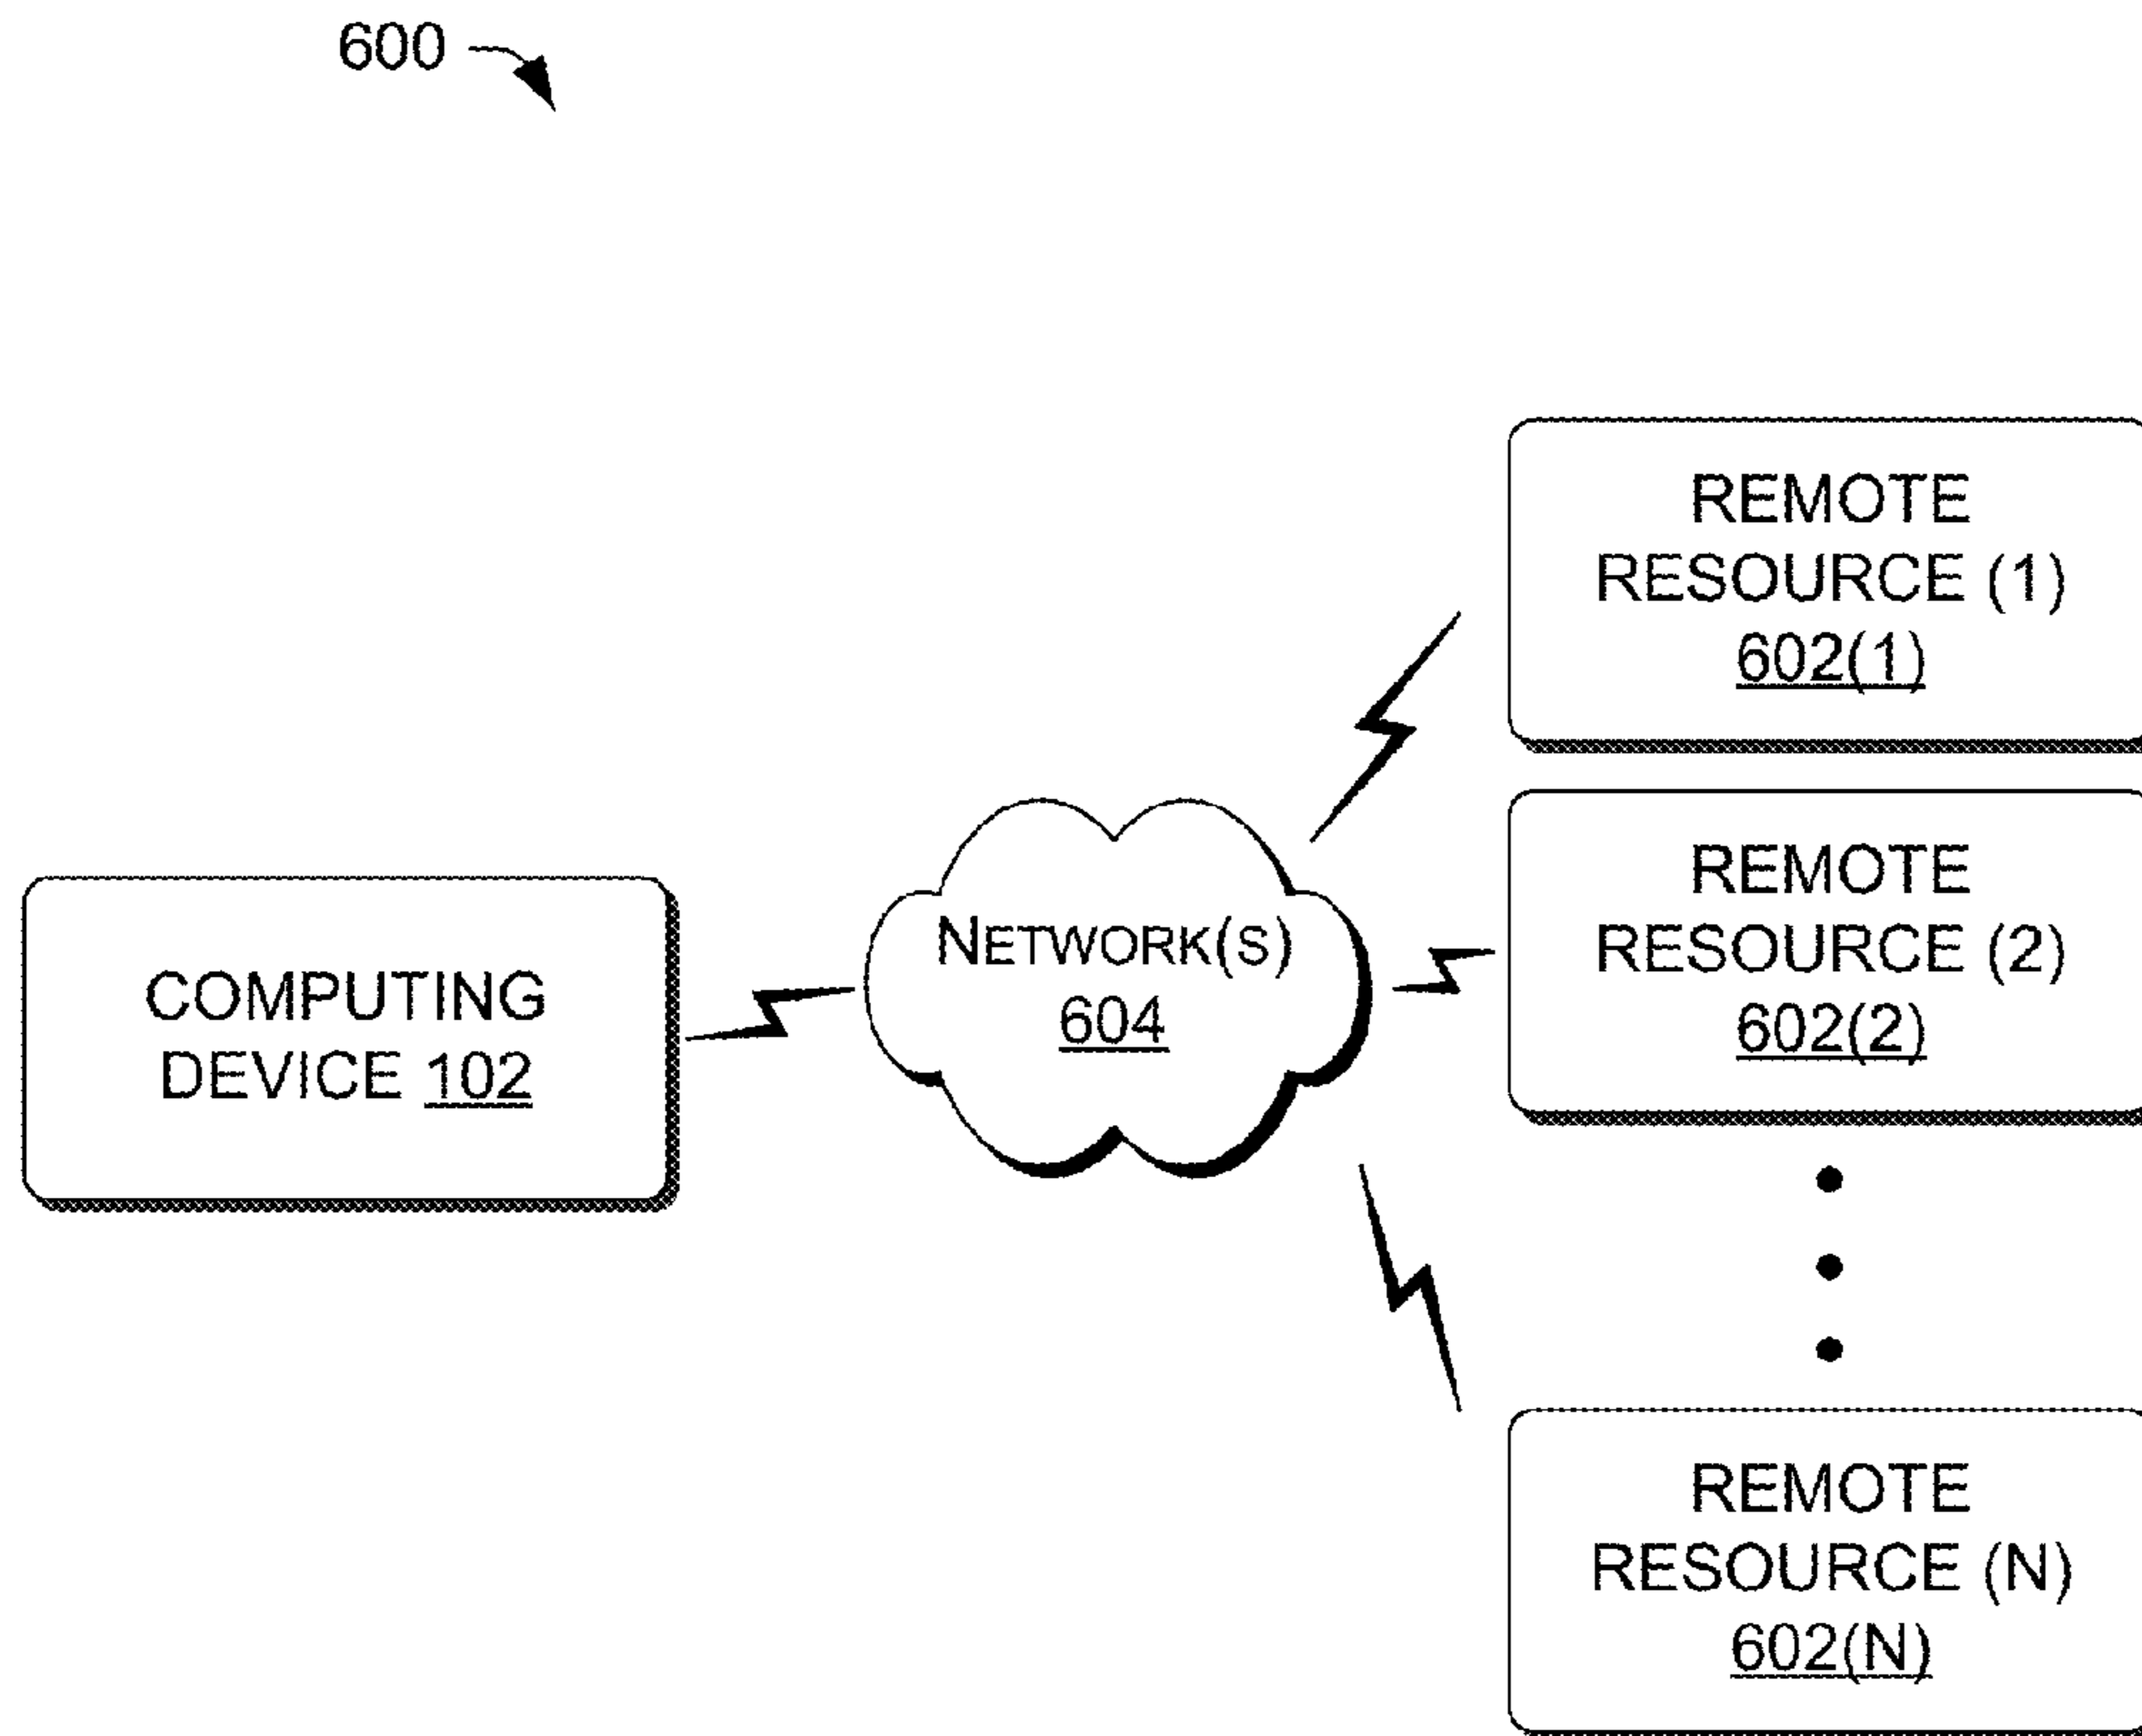 600
REMOTE
RESOURCE (1)
602(1)
REMOTE
RESOURCE (2)
602(2)
NETWORK(S)
604
COMPUTING
DEVICE 102
REMOTE
RESOURCE (N)
602(N)